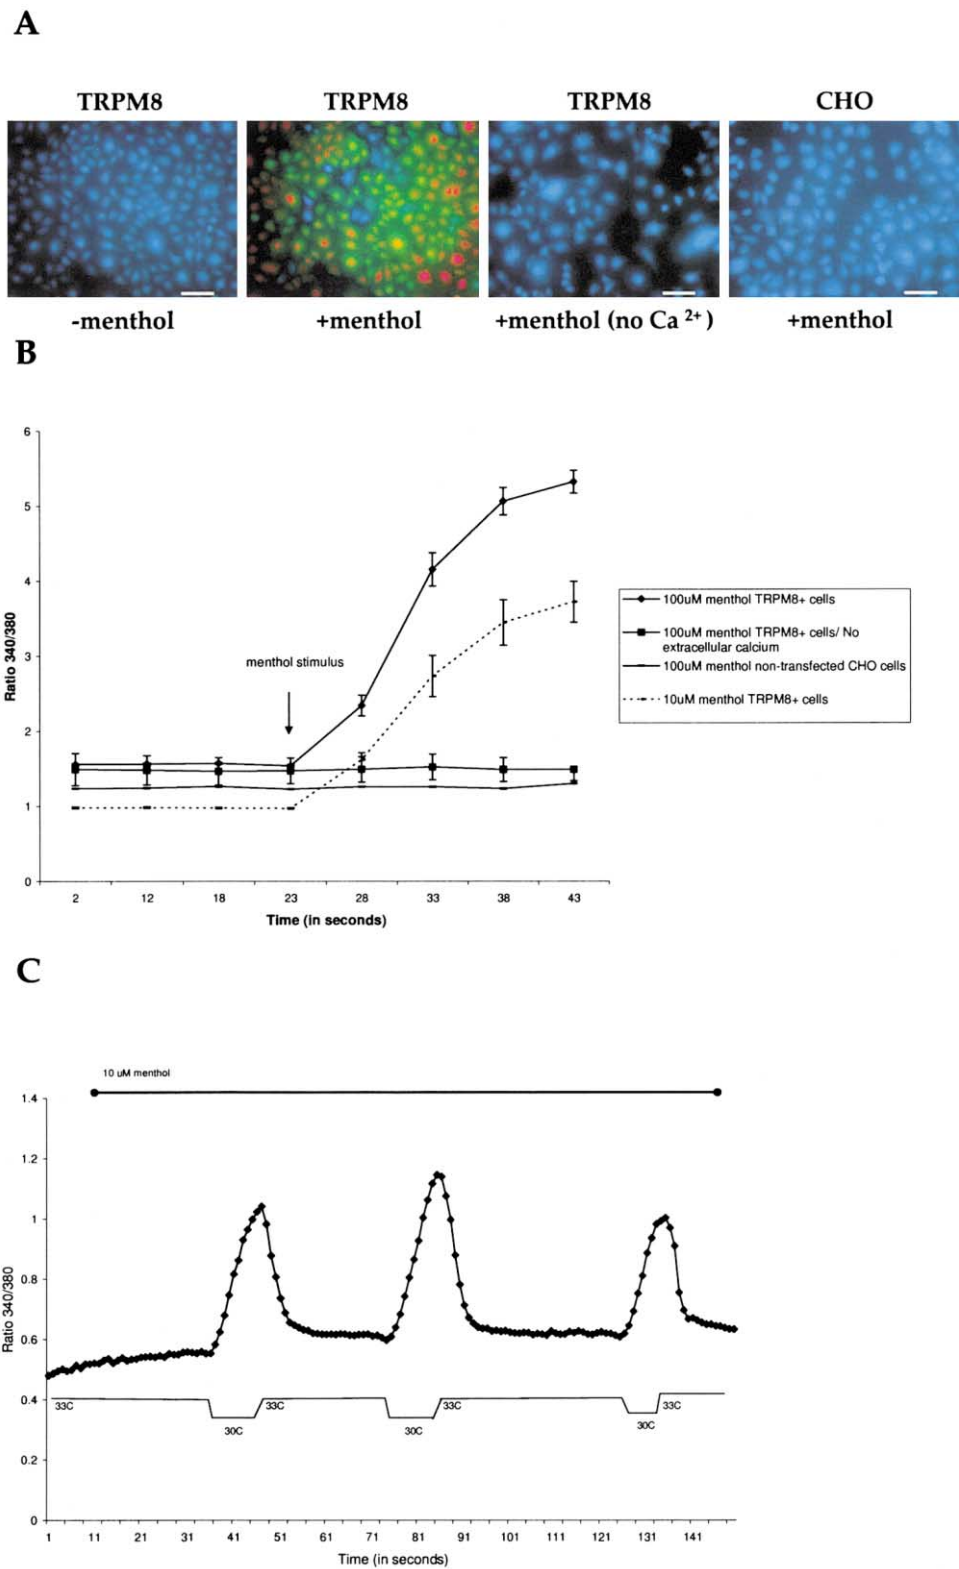 A
TRPM8 TRPM8 TRPM8 CHO
-menthol +menthol +menthol (no Ca 2+) +menthol
B
6
5
4
3
2
1
0
Ratio 340/380
menthol stimulus
100uM menthol TRPM8+ cells
100uM menthol TRPM8+ cells/ No
extracellular calcium
100uM menthol non-transfected CHO cells
10uM menthol TRPM8+ cells
2 12 18 23 28 33 38 43
Time (in seconds)
C
10 uM menthol
1.4
1.2
1
0.8
0.6
0.4
0.2
0
Ratio 340/380
33C 33C 33C 33C
30C 30C 30C
1 11 21 31 41 51 61 71 81 91 101 111 121 131 141
Time (in seconds)